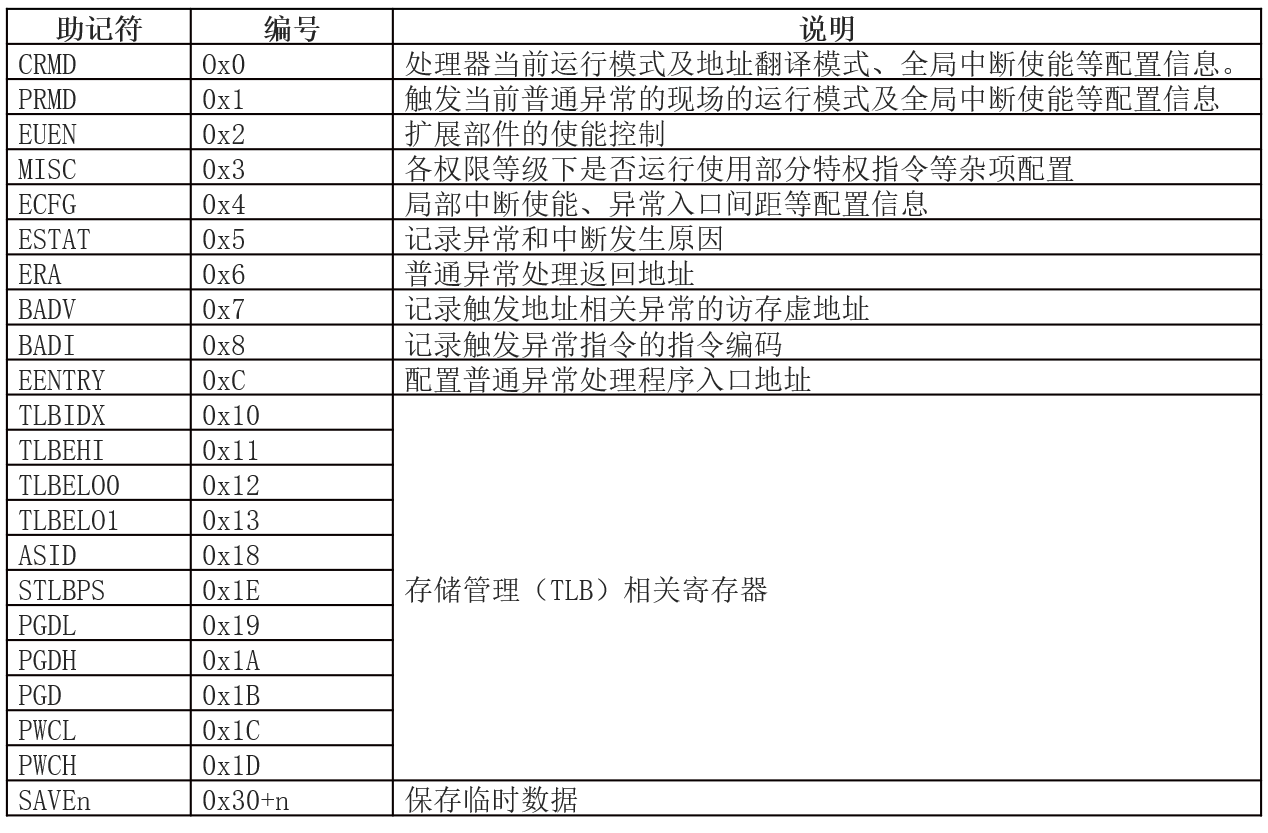 助记符 编号 说明
CRMD 0x0 处理器当前运行模式及地址翻译模式、全局中断使能等配置信息。
PRMD 0x1 触发当前普通异常的现场的运行模式及全局中断使能等配置信息
EUEN 0x2 扩展部件的使能控制
MISC 0x3 各权限等级下是否运行使用部分特权指令等杂项配置
ECFG 0x4 局部中断使能、异常入口间距等配置信息
ESTAT 0x5 记录异常和中断发生原因
ERA 0x6 普通异常处理返回地址
BADV 0x7 记录触发地址相关异常的访存虚地址
BADI 0x8 记录触发异常指令的指令编码
EENTRY 0xC 配置普通异常处理程序入口地址
TLBIDX 0x10
TLBEHI 0x11
TLBELO0 0x12
TLBELO1 0x13
ASID 0x18
STLBPS 0x1E 存储管理（TLB）相关寄存器
PGDL 0x19
PGDH 0x1A
PGD 0x1B
PWCL 0x1C
PWCH 0x1D
SAVEn 0x30+n 保存临时数据